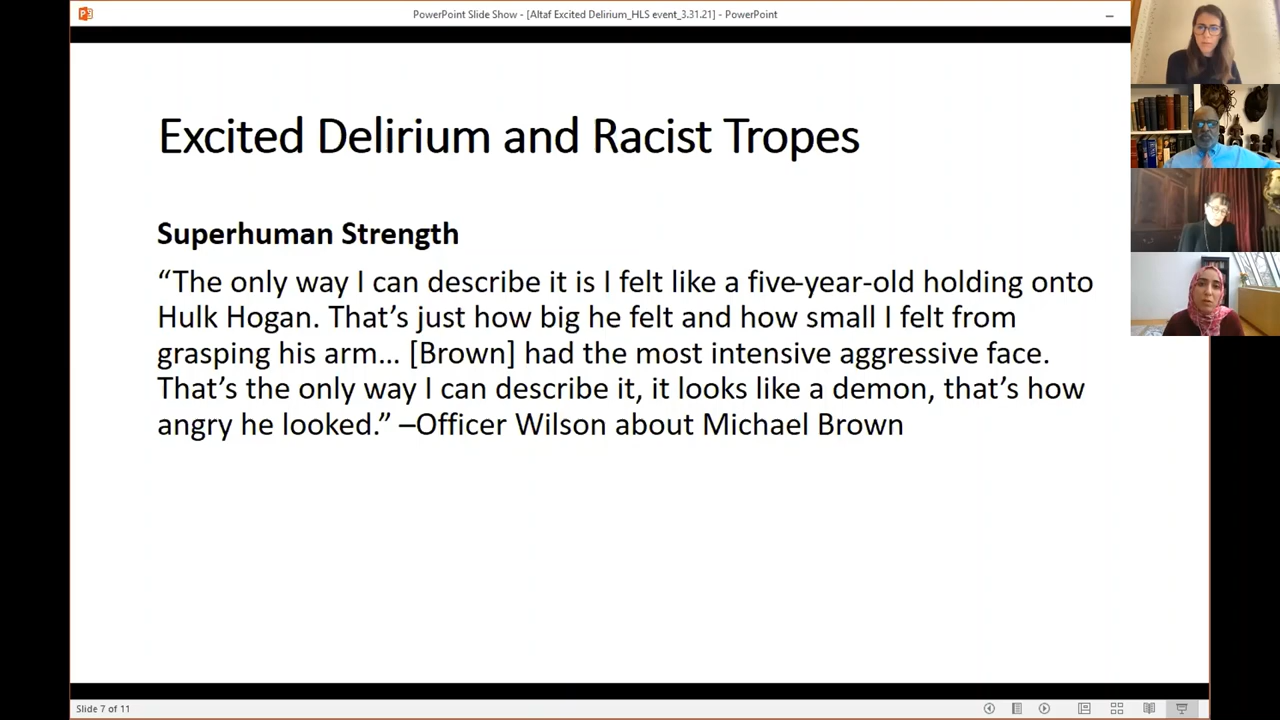 PowerPoint Slide Show - [Altaf Excited Delirium_HLS event_3.31.21] - PowerPoint
Excited Delirium and Racist Tropes
Superhuman Strength
“The only way I can describe it is I felt like a five-year-old holding onto
Hulk Hogan. That’s just how big he felt and how small I felt from
grasping his arm… [Brown] had the most intensive aggressive face.
That’s the only way I can describe it, it looks like a demon, that’s how
angry he looked.” –Officer Wilson about Michael Brown
Slide 7 of 11